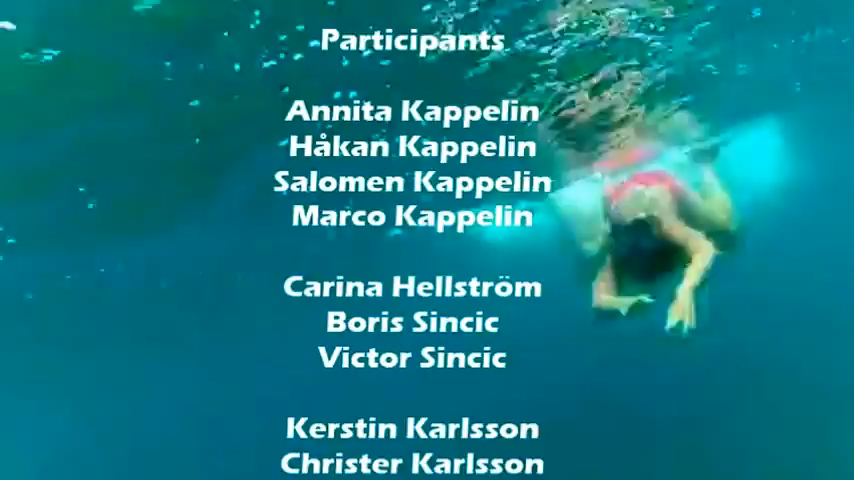 Participants
Annita Kappelin
Håkan Kappelin
Salomen Kappelin
Marco Kappelin
Carina Hellström
Boris Sincic
Victor Sincic
Kerstin Karlsson
Christer Karlsson